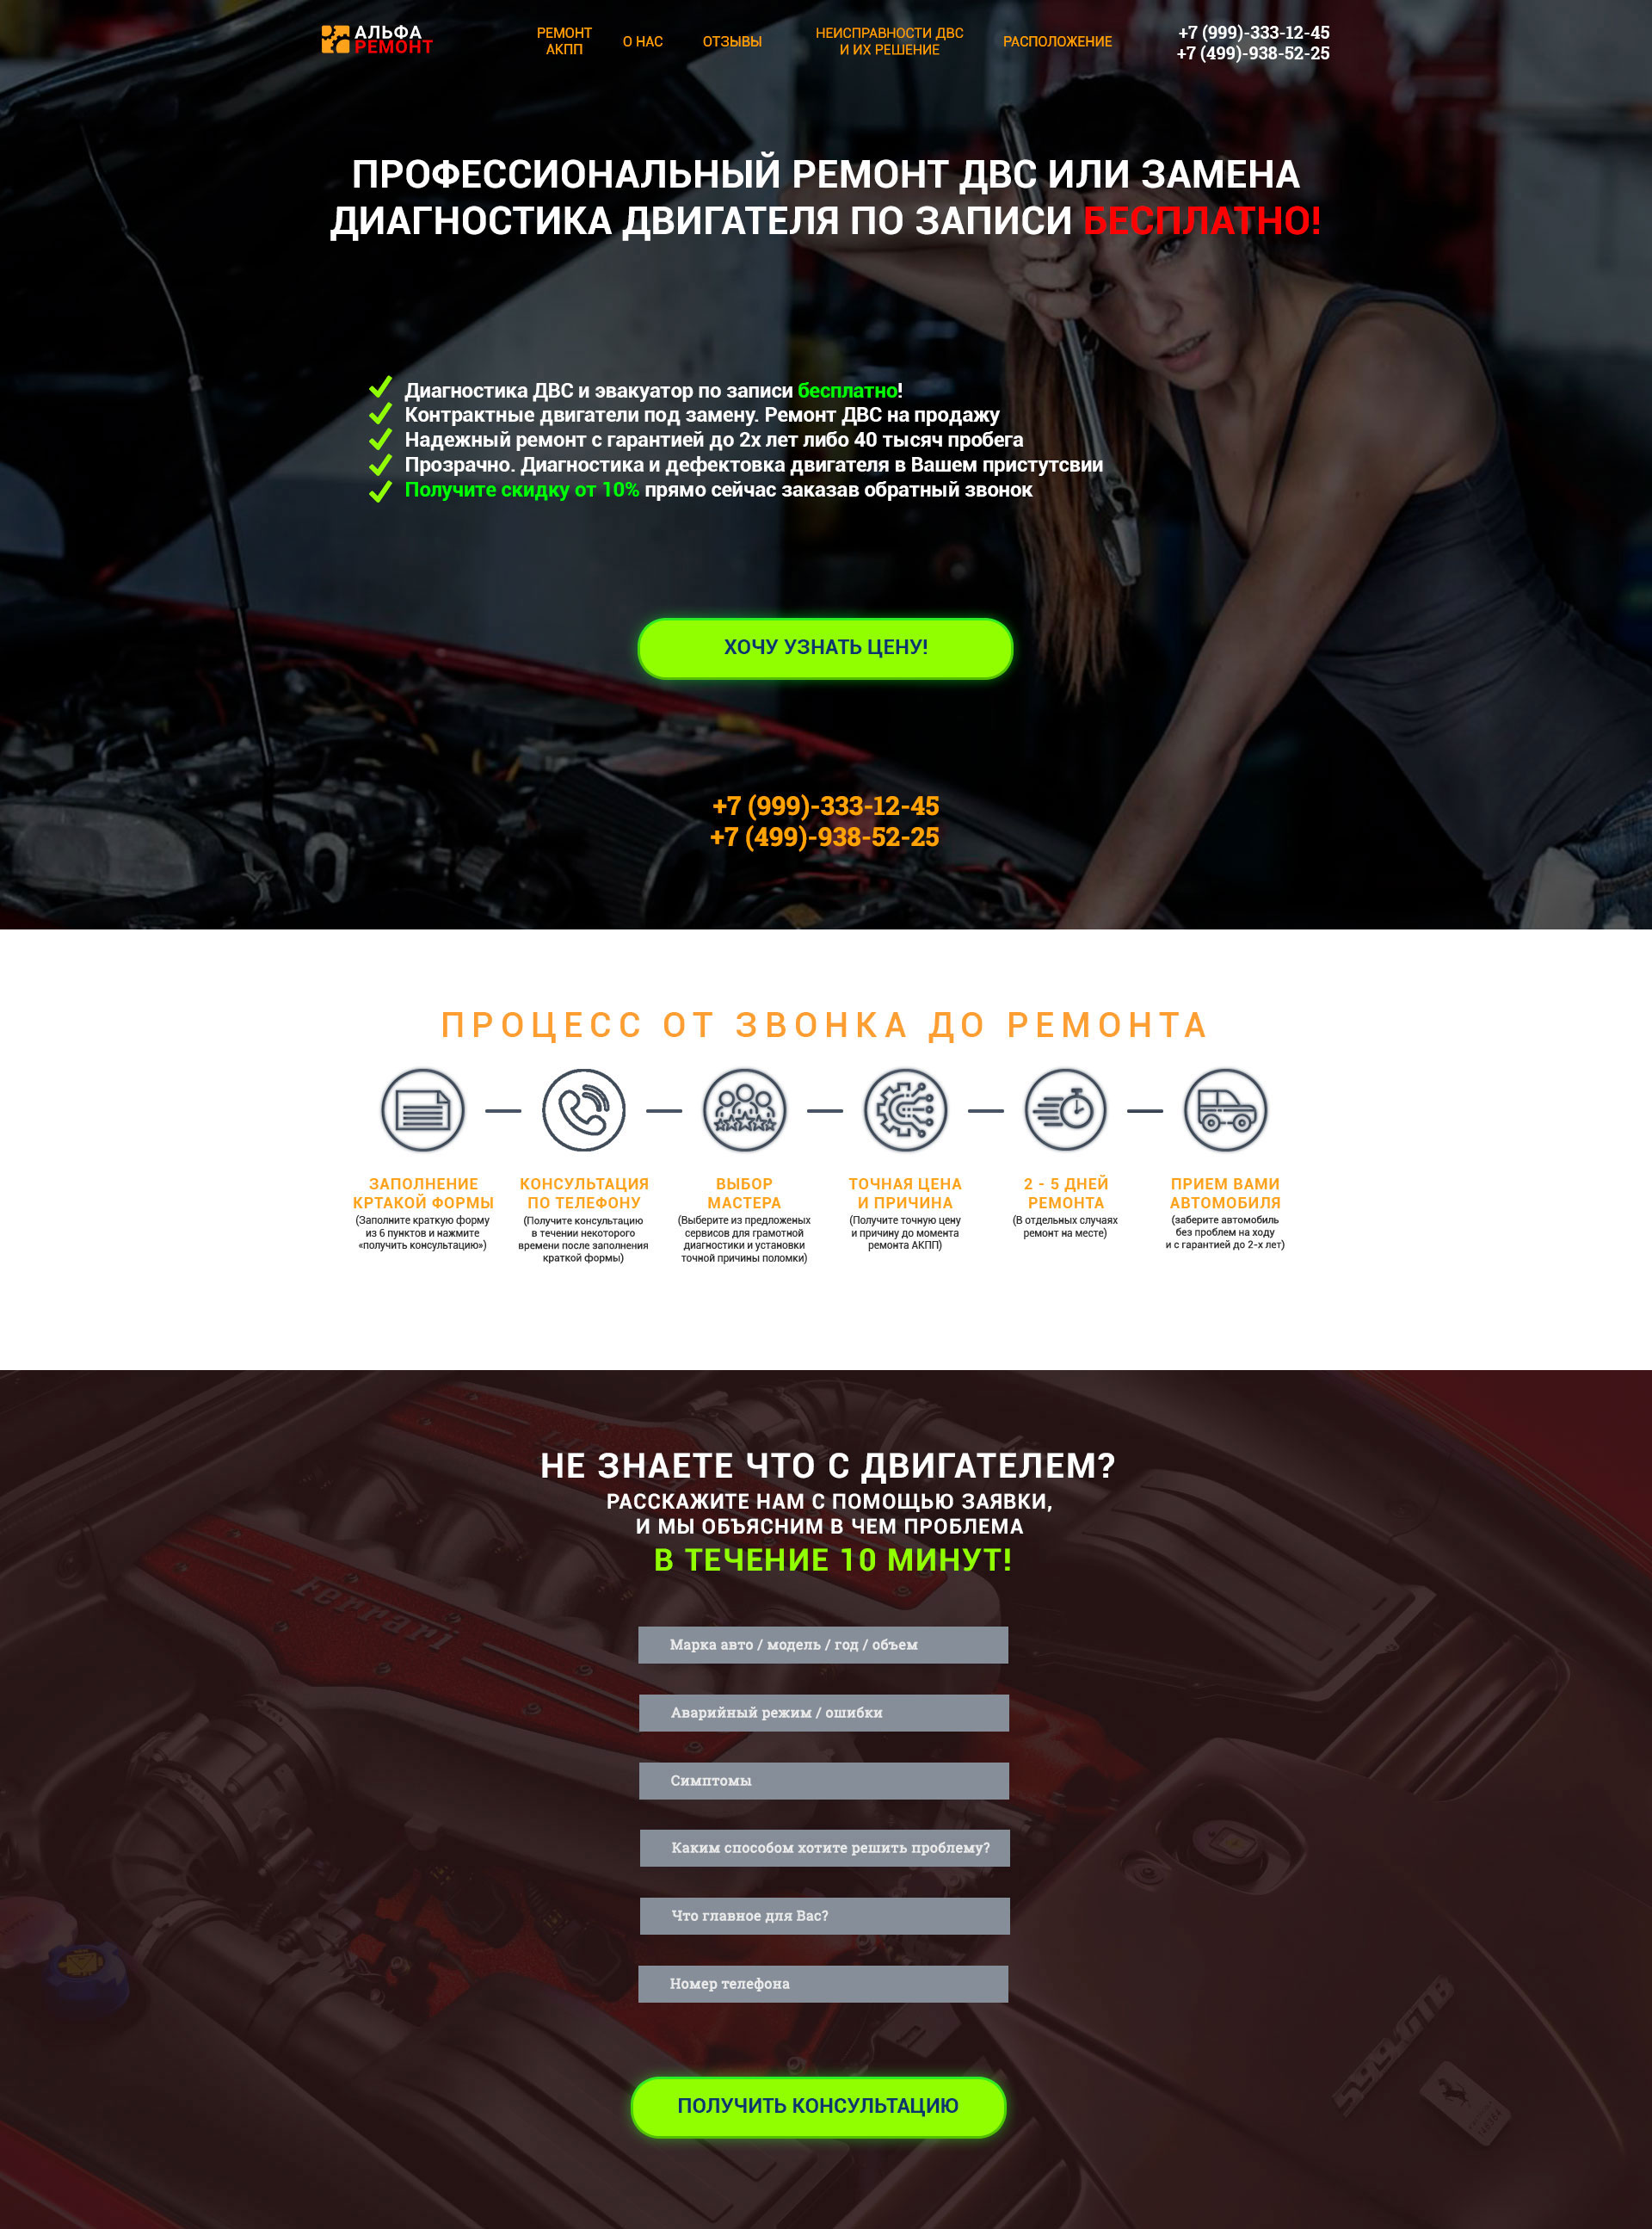 АЛЬФА
РЕМОНТ
РЕМОНТ
АКПП
О НАС
ОТЗЫВЫ
НЕИСПРАВНОСТИ ДВС
И ИХ РЕШЕНИЕ
РАСПОЛОЖЕНИЕ
+7 (999)-333-12-45
+7 (499)-938-52-25
ПРОФЕССИОНАЛЬНЫЙ РЕМОНТ ДВС ИЛИ ЗАМЕНА
ДИАГНОСТИКА ДВИГАТЕЛЯ ПО ЗАПИСИ БЕСПЛАТНО!
Диагностика ДВС и эвакуатор по записи бесплатно!
Контрактные двигатели под замену. Ремонт ДВС на продажу
Надежный ремонт с гарантией до 2х лет либо 40 тысяч пробега
Прозрачно. Диагностика и дефектовка двигателя в Вашем пристутсвии
Получите скидку от 10% прямо сейчас заказав обратный звонок
ХОЧУ УЗНАТЬ ЦЕНУ!
+7 (999)-333-12-45
+7 (499)-938-52-25
ПРОЦЕСС ОТ ЗВОНКА ДО РЕМОНТА
ЗАПОЛНЕНИЕ
КРТАКОЙ ФОРМЫ
(Заполните краткую форму
из 6 пунктов и нажмите
«получить консультацию»)
КОНСУЛЬТАЦИЯ
ПО ТЕЛЕФОНУ
(Получите консультацию
в течении некоторого
времени после заполнения
краткой формы)
ВЫБОР
МАСТЕРА
(Выберите из предложеных
сервисов для грамотной
диагностики и установки
точной причины поломки)
ТОЧНАЯ ЦЕНА
И ПРИЧИНА
(Получите точную цену
и причину до момента
ремонта АКПП)
2 - 5 ДНЕЙ
РЕМОНТА
(В отдельных случаях
ремонт на месте)
ПРИЕМ ВАМИ
АВТОМОБИЛЯ
(заберите автомобиль
без проблем на ходу
и с гарантией до 2-х лет)
НЕ ЗНАЕТЕ ЧТО С ДВИГАТЕЛЕМ?
РАССКАЖИТЕ НАМ С ПОМОЩЬЮ ЗАЯВКИ,
И МЫ ОБЪЯСНИМ В ЧЕМ ПРОБЛЕМА
В ТЕЧЕНИЕ 10 МИНУТ!
Ferrari
Марка авто / модель / год / объем
Аварийный режим / ошибки
Симптомы
Каким способом хотите решить проблему?
Что главное для Вас?
Номер телефона
599 GTB
ПОЛУЧИТЬ КОНСУЛЬТАЦИЮ